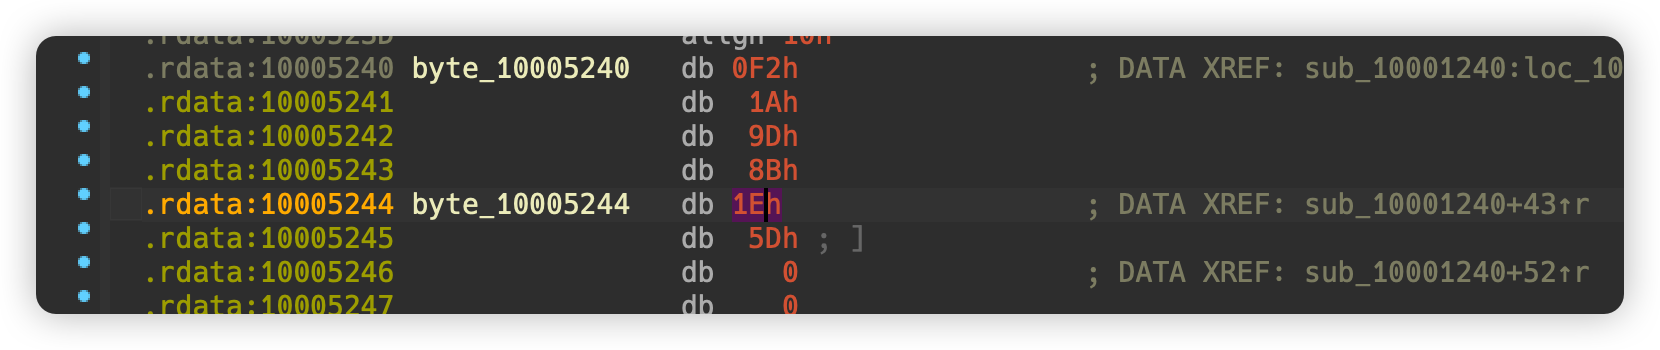 .rdata:1000523D align 10h
.rdata:10005240 byte_10005240 db 0F2h ; DATA XREF: sub_10001240:loc_10
.rdata:10005241 db 1Ah
.rdata:10005242 db 9Dh
.rdata:10005243 db 8Bh
.rdata:10005244 byte_10005244 db 1Eh ; DATA XREF: sub_10001240+43↑r
.rdata:10005245 db 5Dh ; ]
.rdata:10005246 db 0 ; DATA XREF: sub_10001240+52↑r
.rdata:10005247 db 0